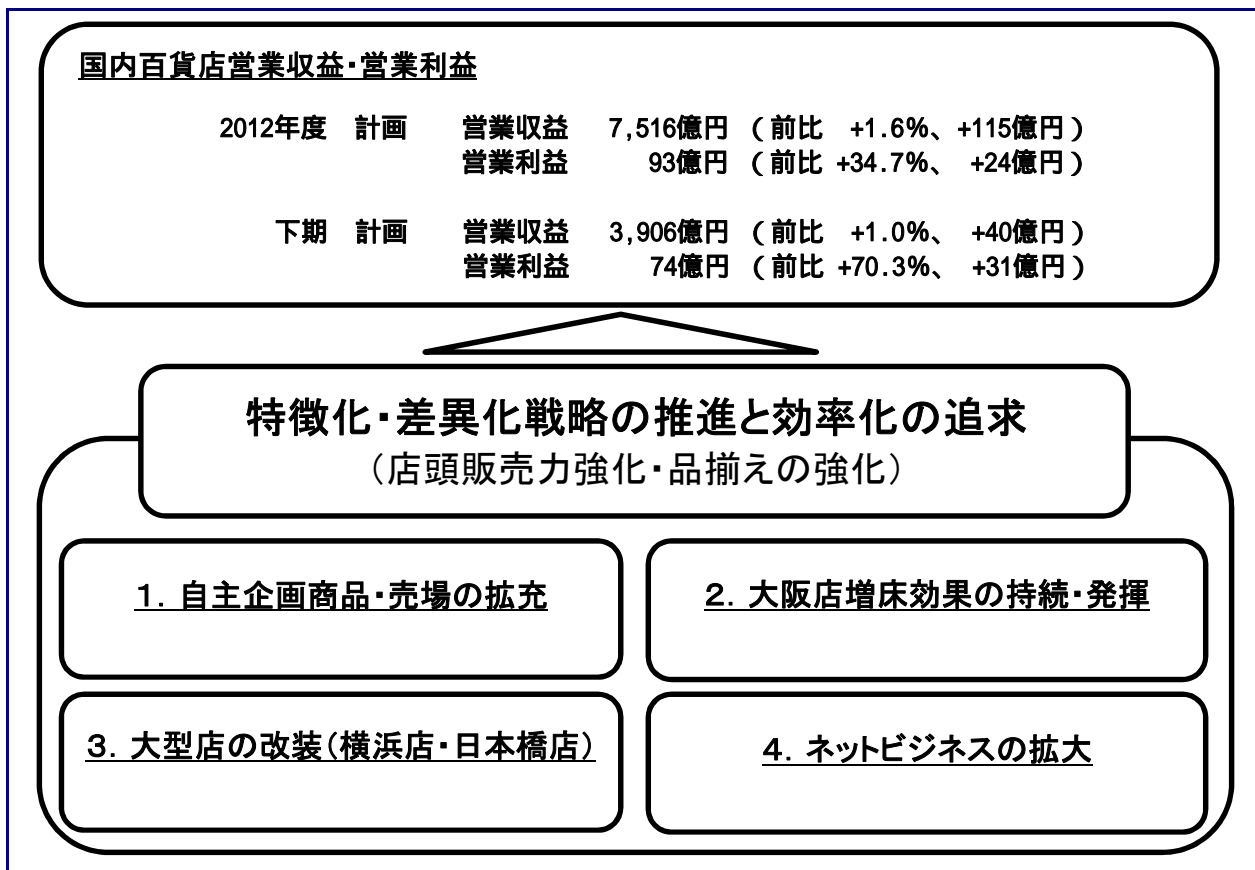 国内百貨店営業収益・営業利益
2012年度 計画 営業収益 7,516億円 (前比 +1.6%、 +115億円)
営業利益 93億円 (前比 +34.7%、 +24億円)
下期 計画 営業収益 3,906億円 (前比 +1.0%、 +40億円)
営業利益 74億円 (前比 +70.3%、 +31億円)
特徴化・差異化戦略の推進と効率化の追求
(店頭販売力強化・品揃えの強化)
1. 自主企画商品・売場の拡充
2. 大阪店増床効果の持続・発揮
3. 大型店の改装(横浜店・日本橋店)
4. ネットビジネスの拡大